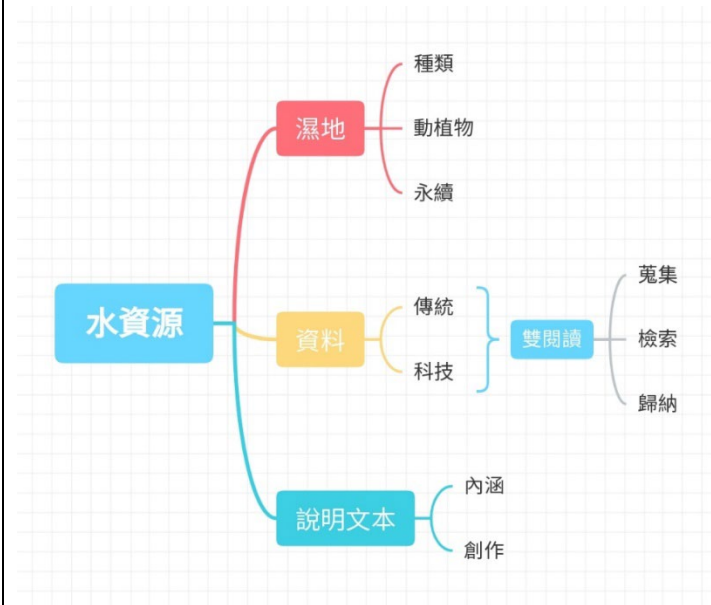 水資源
濕地
種類
動植物
永續
資料
傳統
科技
雙閱讀
蒐集
檢索
歸納
說明文本
內涵
創作